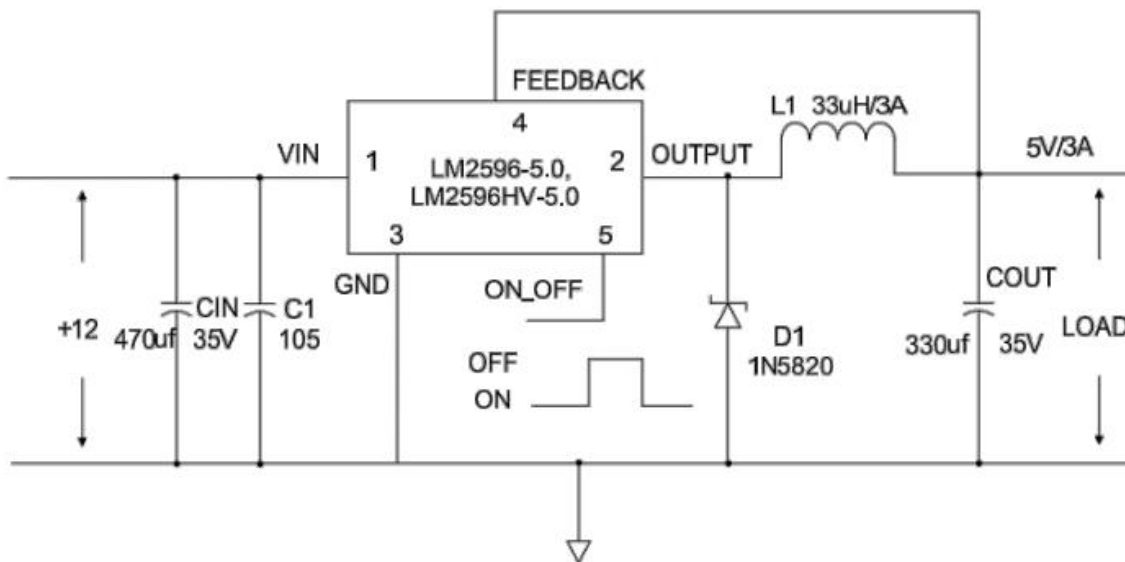 FEEDBACK
4
L1 33uH/3A
VIN
1
LM2596-5.0,
LM2596HV-5.0
2
OUTPUT
5V/3A
3
5
GND
ON_OFF
+12
CIN
470uf 35V
C1
105
OFF
ON
D1
1N5820
COUT
330uf 35V
LOAD